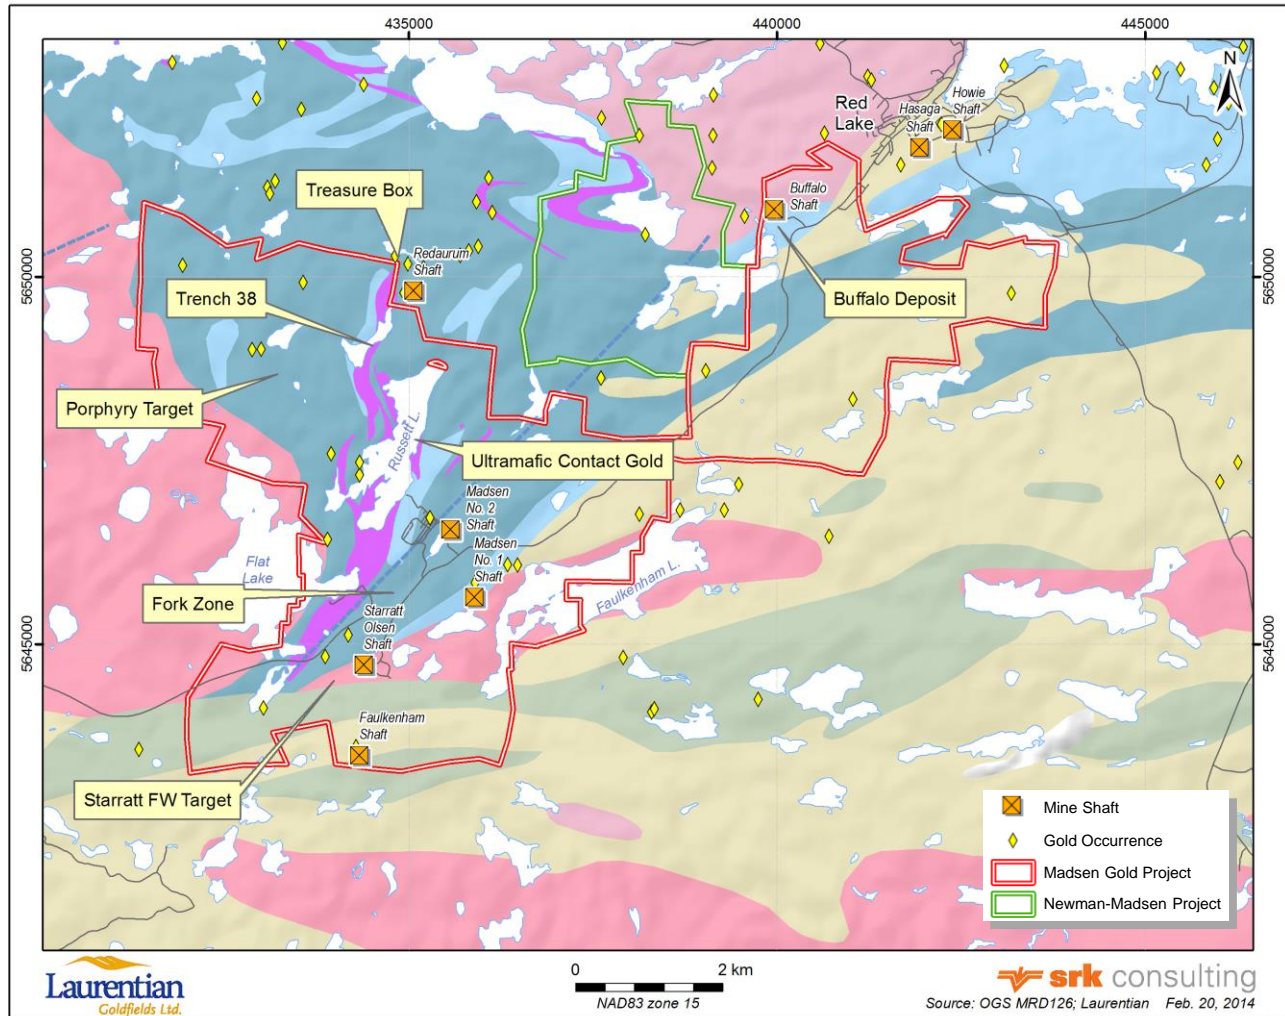 435000
440000
445000
N
Red
Lake
Howie
Shaft
Hasaga
Shaft
Treasure Box
Buffalo
Shaft
Redaurum
Shaft
5650000
5650000
Trench 38
Buffalo Deposit
Porphyry Target
Russett L.
Ultramafic Contact Gold
Madsen
No. 2
Shaft
Madsen
No. 1
Shaft
Flat
Lake
Faulkenham L.
Fork Zone
Starratt
Olsen
Shaft
5645000
5645000
Faulkenham
Shaft
Starratt FW Target
Mine Shaft
Gold Occurrence
Madsen Gold Project
Newman-Madsen Project
Laurentian
Goldfields Ltd.
0 2 km
NAD83 zone 15
srk consulting
Source: OGS MRD126; Laurentian Feb. 20, 2014